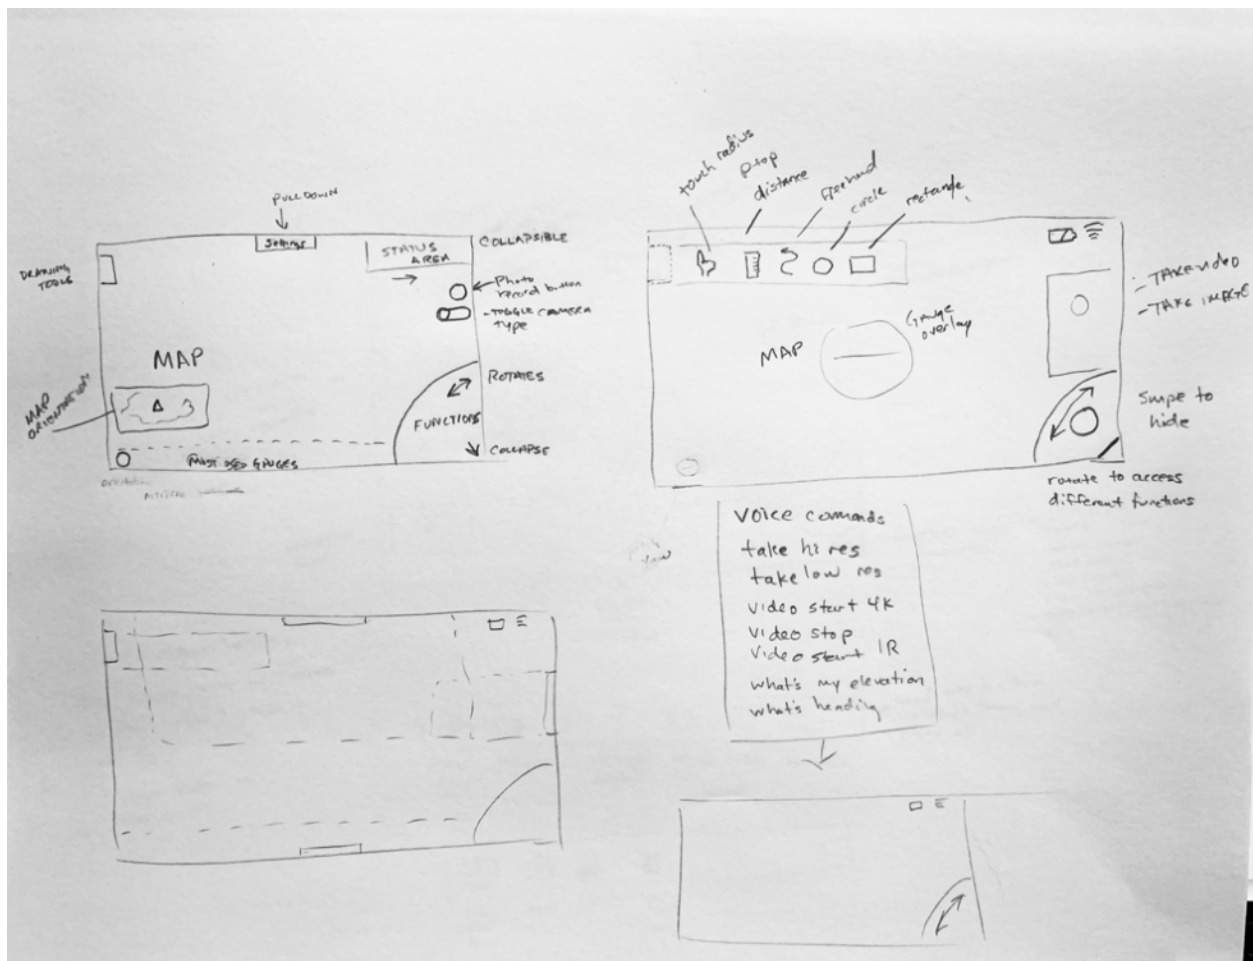 PULLDOWN
Settings
STATUS
AREA
COLLAPSIBLE
DRAWING
TOOLS
Photo
record button
-TOGGLE CAMERA
type
MAP
MAP
ORIENTATION
ROTATES
FUNCTIONS
COLLAPSE
MOST USED GAUGES
touch radius
ptop
distance
freehand
circle
rectangle
- TAKE video
- TAKE IMAGE
MAP
Gauge
overlay
Swipe to
hide
rotate to access
different functions
Voice comands
take hi res
take low res
video start 4K
video stop
video start IR
what's my elevation
what's heading